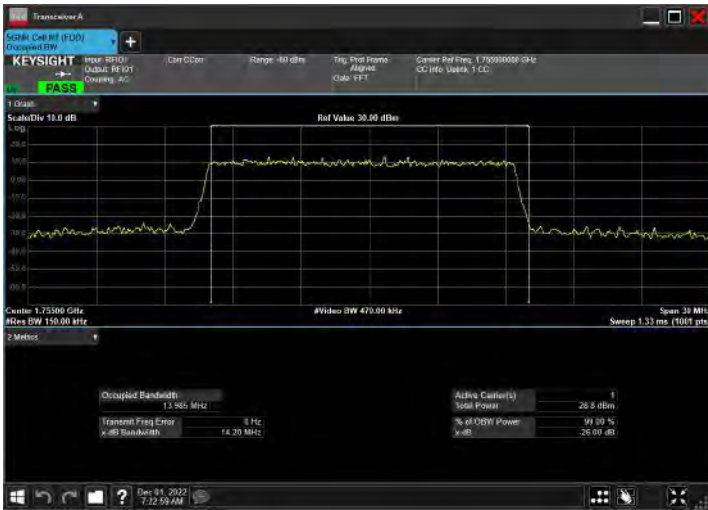 Transceiver A
5GNR Cell NT (FDD)
Occupied BW
+
KEYSIGHT
Input: RFIO1
Output: RFIO1
Coupling: AC
PASS
Corr CCorr
Range: -60 dBm
Trig:
Frame
Gate: FFT
Carrier Ref Freq: 1.755000000 GHz
CC Info: Uplink, 1 CC
1 Graph
Scale/Div 10.0 dB
Ref Value 30.00 dBm
Log
Center 1.75500 GHz
#Video BW 470.00 kHz
Span 30 MHz
#Res BW 150.00 kHz
Sweep 1.33 ms (1001 pts
2 Metrics
Occupied Bandwidth
13.985 MHz
Active Carrier(s) 1
Total Power 28.8 dBm
Transmit Freq Error 0 Hz
x dB Bandwidth 14.20 MHz
% of OBW Power 99.00 %
x dB -26.00 dB
?
Dec 01, 2022
7:22:59 AM